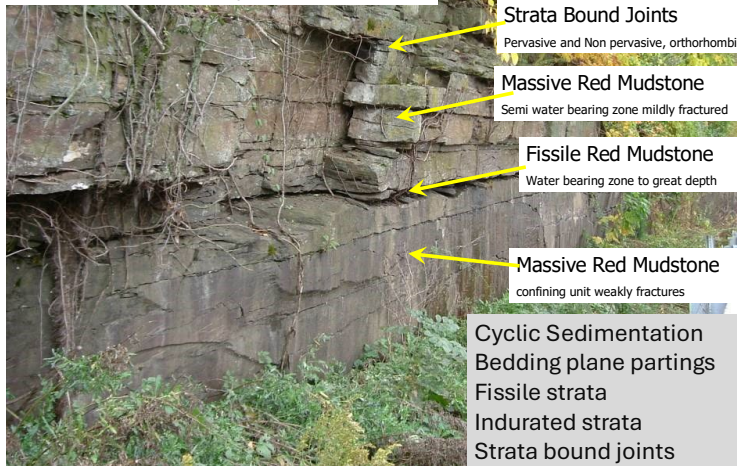 Strata Bound Joints
Pervasive and Non pervasive, orthorhombi
Massive Red Mudstone
Semi water bearing zone mildly fractured
Fissile Red Mudstone
Water bearing zone to great depth
Massive Red Mudstone
confining unit weakly fractures
Cyclic Sedimentation
Bedding plane partings
Fissile strata
Indurated strata
Strata bound joints